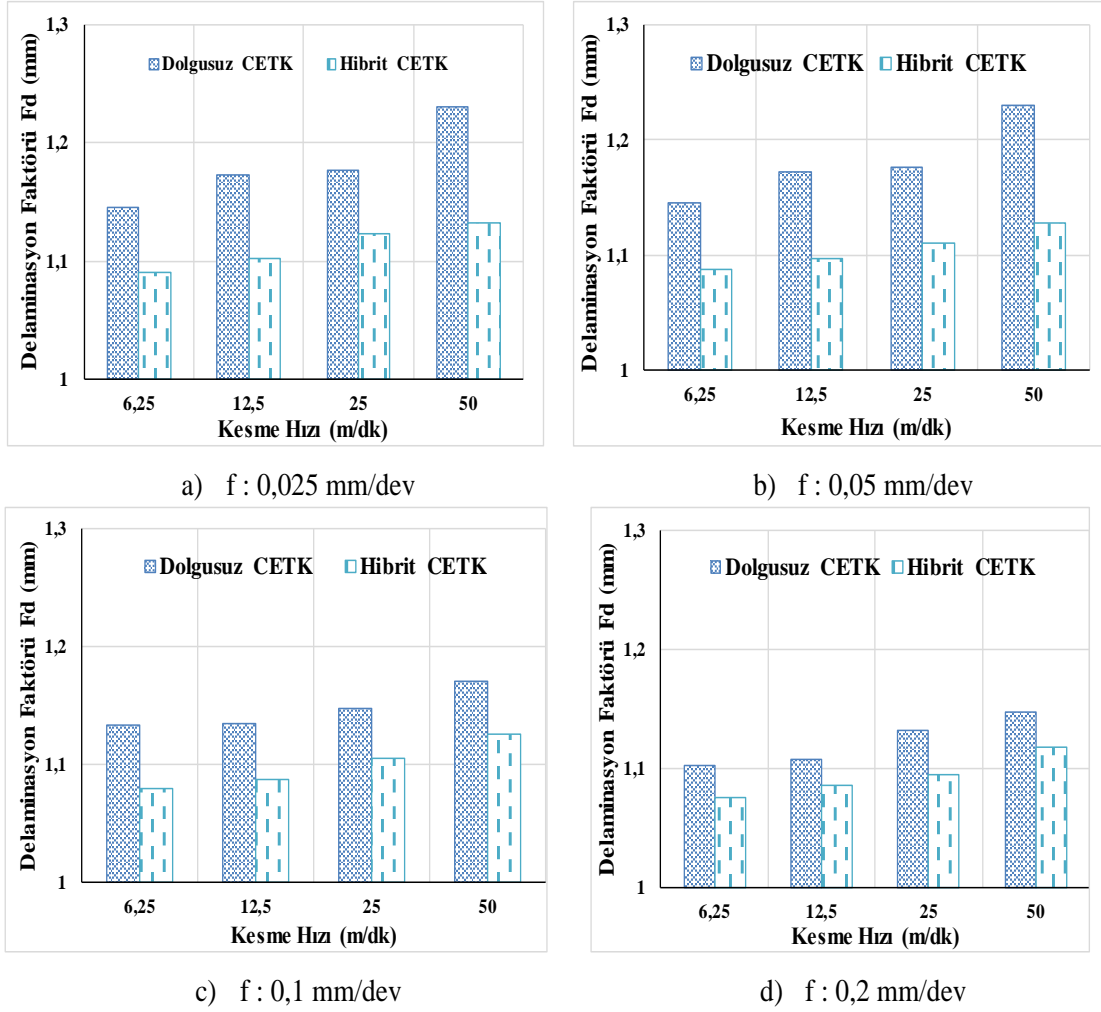 1,3
1,2
1,1
1
Delaminasyon Faktörü Fd (mm)
Dolgusuz CETK
Hibrit CETK
6,25 12,5 25 50
Kesme Hızı (m/dk)
a) f : 0,025 mm/dev
1,3
1,2
1,1
1
Delaminasyon Faktörü Fd (mm)
Dolgusuz CETK
Hibrit CETK
6,25 12,5 25 50
Kesme Hızı (m/dk)
b) f : 0,05 mm/dev
1,3
1,2
1,1
1
Delaminasyon Faktörü Fd (mm)
Dolgusuz CETK
Hibrit CETK
6,25 12,5 25 50
Kesme Hızı (m/dk)
c) f : 0,1 mm/dev
1,3
1,2
1,1
1
Delaminasyon Faktörü Fd (mm)
Dolgusuz CETK
Hibrit CETK
6,25 12,5 25 50
Kesme Hızı (m/dk)
d) f : 0,2 mm/dev